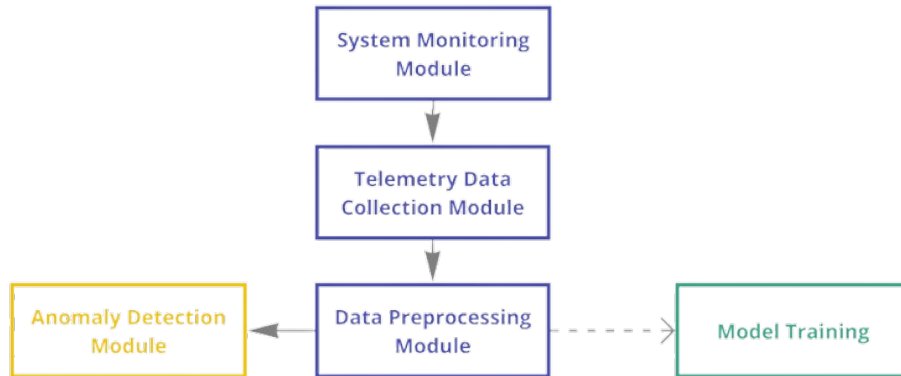 System Monitoring
Module
Telemetry Data
Collection Module
Anomaly Detection
Module
Data Preprocessing
Module
Model Training